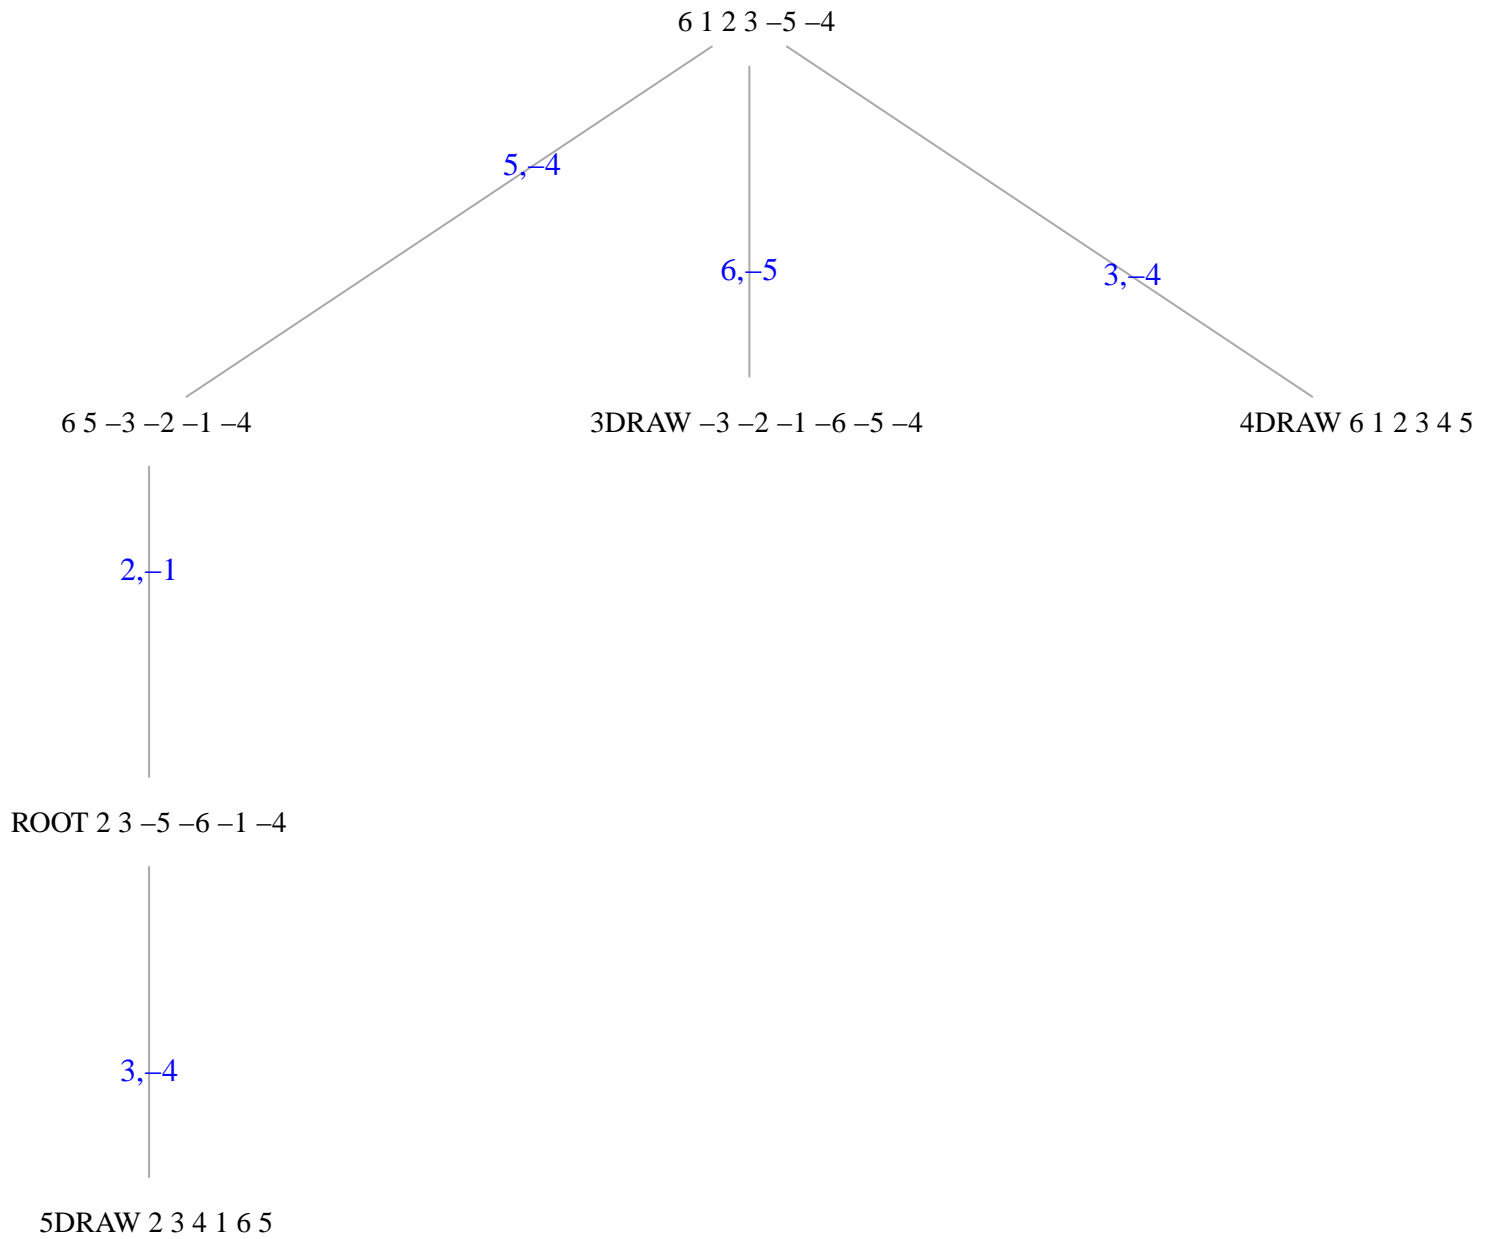 6 1 2 3 –5 –4
5,–4
6,–5
3,–4
6 5 –3 –2 –1 –4
3DRAW –3 –2 –1 –6 –5 –4
4DRAW 6 1 2 3 4 5
2,–1
ROOT 2 3 –5 –6 –1 –4
3,–4
5DRAW 2 3 4 1 6 5